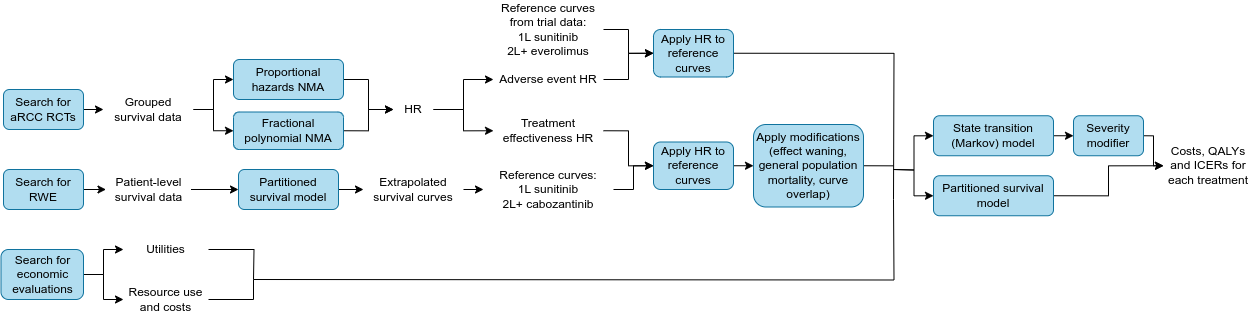 Reference curves
from trial data:
1L sunitinib
2L+ everolimus
Apply HR to
reference
curves
Proportional
hazards NMA
Adverse event HR
Search for
aRCC RCTs
Grouped
survival data
HR
Fractional
polynomial NMA
Treatment
effectiveness HR
Apply HR to
reference
curves
Apply modifications
(effect waning,
general population
mortality, curve
overlap)
State transition
(Markov) model
Severity
modifier
Costs, QALYs
and ICERs for
each treatment
Search for
RWE
Patient-level
survival data
Partitioned
survival model
Extrapolated
survival curves
Reference curves:
1L sunitinib
2L+ cabozantinib
Partitioned survival
model
Search for
economic
evaluations
Utilities
Resource use
and costs